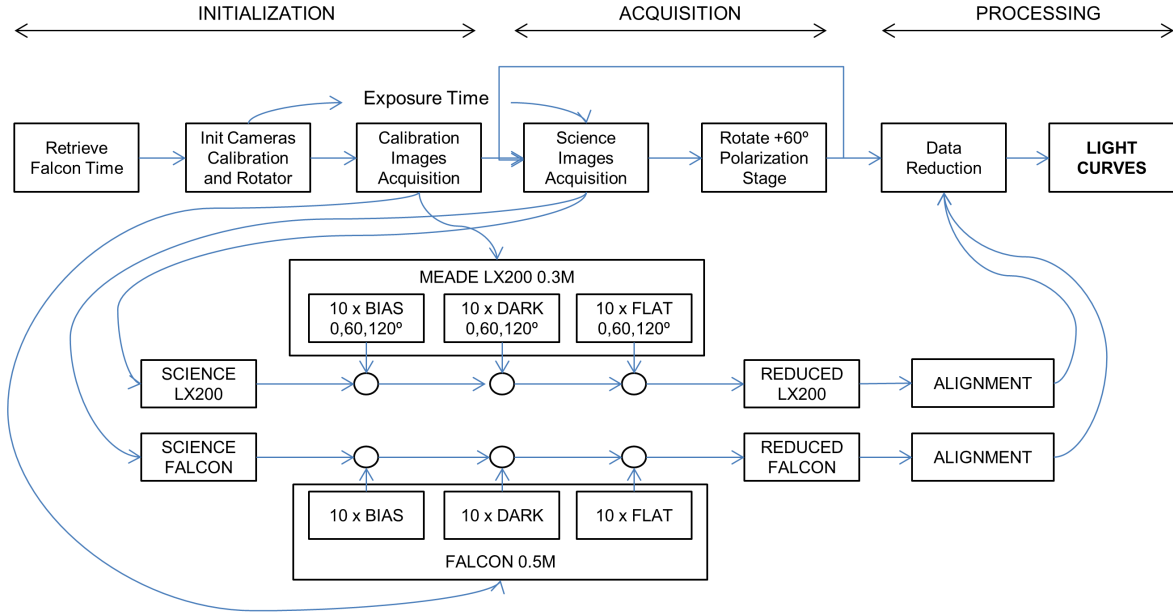 INITIALIZATION
ACQUISITION
PROCESSING
Exposure Time
Retrieve
Falcon Time
Init Cameras
Calibration
and Rotator
Calibration
Images
Acquisition
Science
Images
Acquisition
Rotate +60º
Polarization
Stage
Data
Reduction
LIGHT
CURVES
MEADE LX200 0.3M
10 x BIAS
0,60,120º
10 x DARK
0,60,120º
10 x FLAT
0,60,120º
SCIENCE
LX200
REDUCED
LX200
ALIGNMENT
SCIENCE
FALCON
REDUCED
FALCON
ALIGNMENT
10 x BIAS
10 x DARK
10 x FLAT
FALCON 0.5M